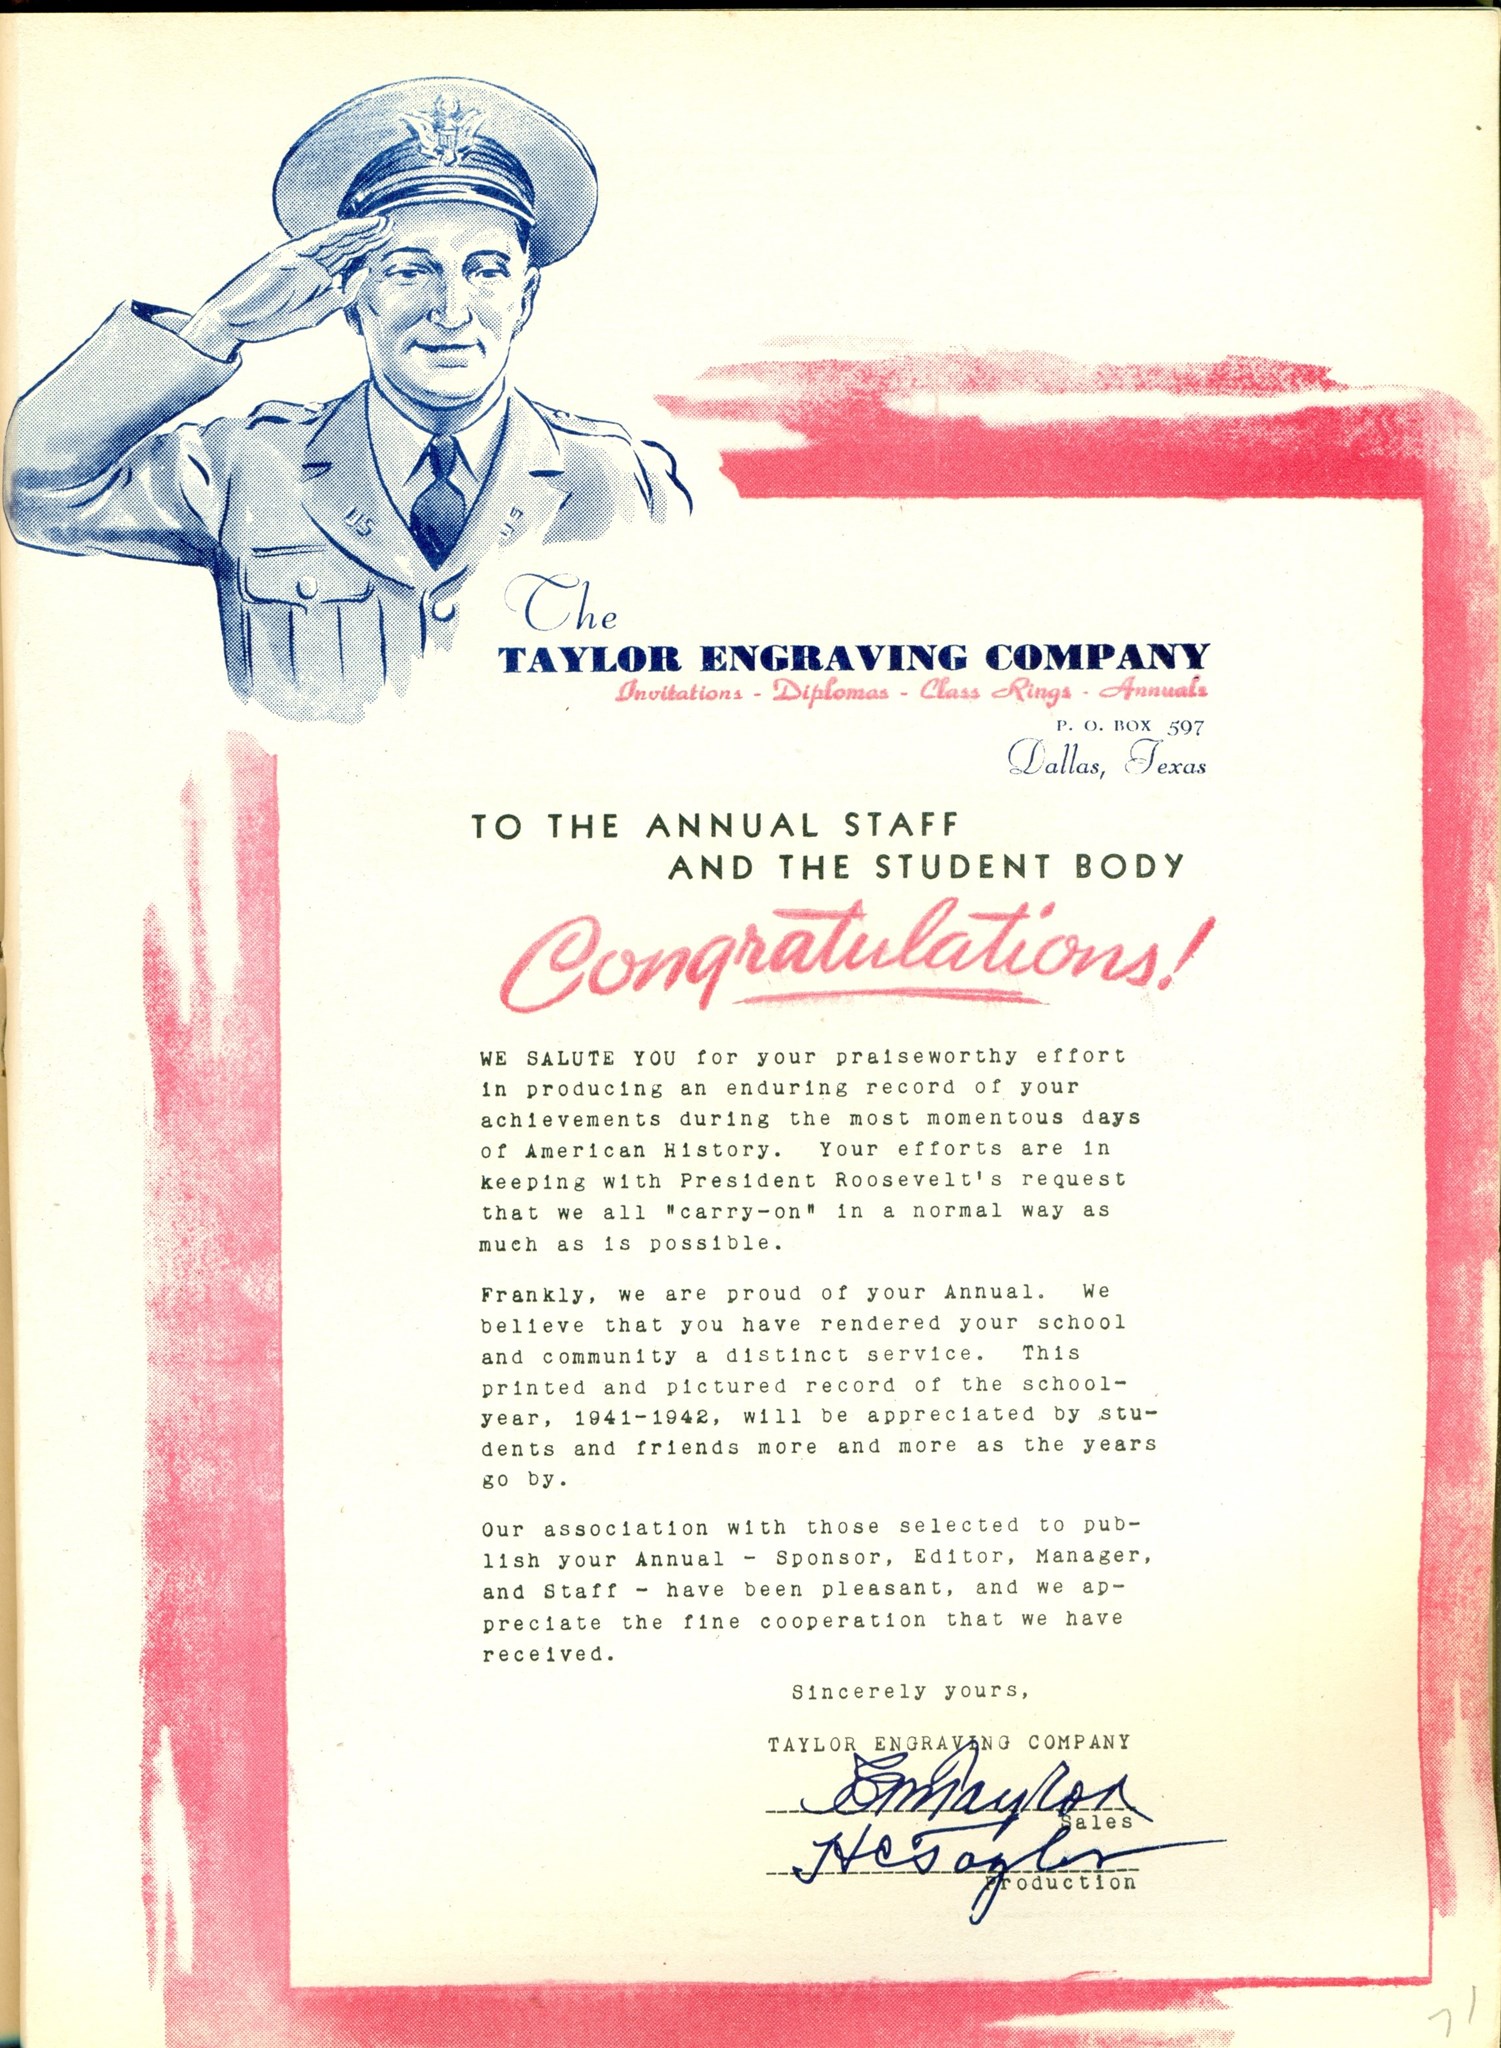 US
US
The
TAYLOR ENGRAVING COMPANY
Invitations - Diplomas - Class Rings - Annuals
P. O. BOX 597
Dallas, Texas
TO THE ANNUAL STAFF
AND THE STUDENT BODY
Congratulations!
WE SALUTE YOU for your praiseworthy effort
in producing an enduring record of your
achievements during the most momentous days
of American History. Your efforts are in
keeping with President Roosevelt's request
that we all "carry-on" in a normal way as
much as is possible.
Frankly, we are proud of your Annual. We
believe that you have rendered your school
and community a distinct service. This
printed and pictured record of the school-
year, 1941-1942, will be appreciated by stu-
dents and friends more and more as the years
go by.
Our association with those selected to pub-
lish your Annual - Sponsor, Editor, Manager,
and Staff - have been pleasant, and we ap-
preciate the fine cooperation that we have
received.
Sincerely yours,
TAYLOR ENGRAVING COMPANY
Taylor
Sales
H C Taylor
Production
71